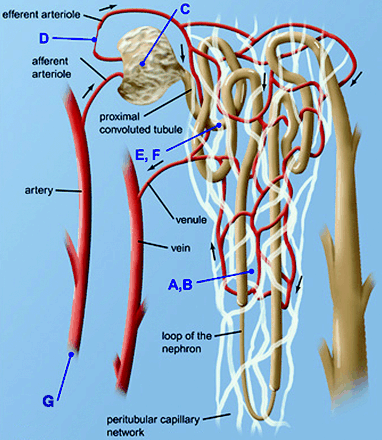 efferent arteriole
C
D
afferent
arteriole
proximal
convoluted tubule
E, F
artery
venule
vein
A,B
loop of the
nephron
G
peritubular capillary
network